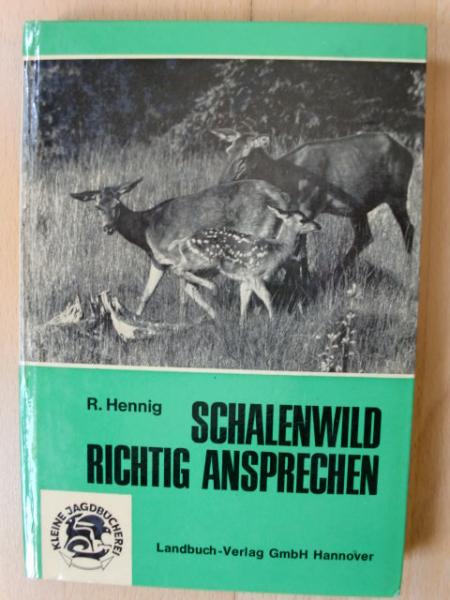 R. Hennig
SCHALENWILD
RICHTIG ANSPRECHEN
KLEINE JAGDBÜCHEREI
Landbuch-Verlag GmbH Hannover